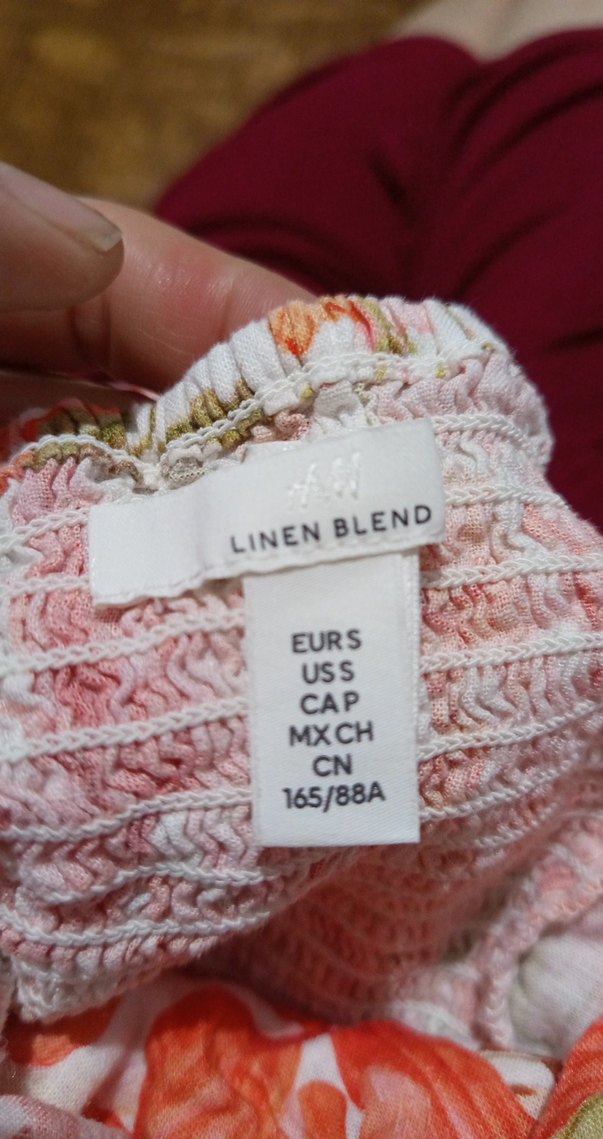 H&M
LINEN BLEND
EUR S
US S
CA P
MX CH
CN
165/88A